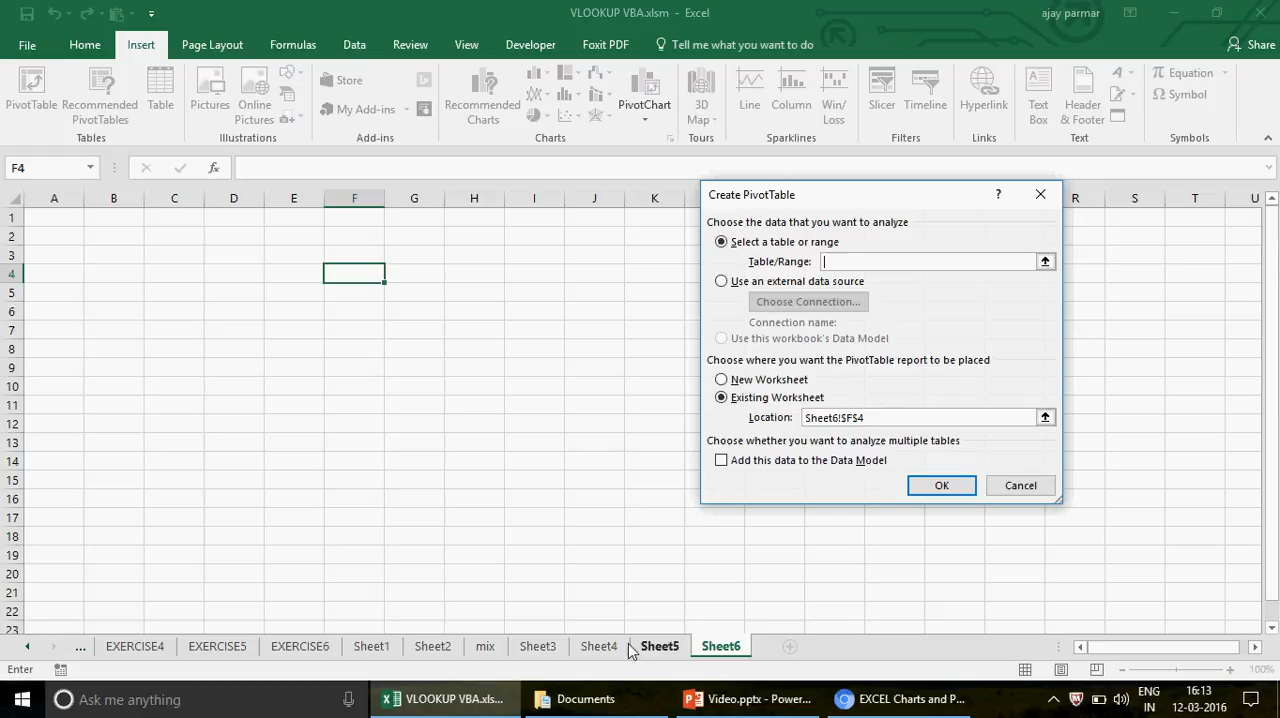 VLOOKUP VBA.xlsm - Excel
ajay parmar
File Home Insert Page Layout Formulas Data Review View Developer Foxit PDF Tell me what you want to do Share
PivotTable Recommended PivotTables Table Pictures Online Pictures Store My Add-ins Recommended Charts PivotChart 3D Map Line Column Win/Loss Slicer Timeline Hyperlink Text Box Header & Footer Equation Symbol
Tables Illustrations Add-ins Charts Tours Sparklines Filters Links Text Symbols
F4 fx
A B C D E F G H I J K R S T U
1
2
3
4
5
6
7
8
9
10
11
12
13
14
15
16
17
18
19
20
21
22
23
Create PivotTable ?
Choose the data that you want to analyze
Select a table or range
Table/Range:
Use an external data source
Choose Connection...
Connection name:
Use this workbook's Data Model
Choose where you want the PivotTable report to be placed
New Worksheet
Existing Worksheet
Location: Sheet6!$F$4
Choose whether you want to analyze multiple tables
Add this data to the Data Model
OK Cancel
... EXERCISE4 EXERCISE5 EXERCISE6 Sheet1 Sheet2 mix Sheet3 Sheet4 Sheet5 Sheet6
Enter 100%
Ask me anything VLOOKUP VBA.xlsm... Documents Video.pptx - Power... EXCEL Charts and P... ENG IN 16:13 12-03-2016